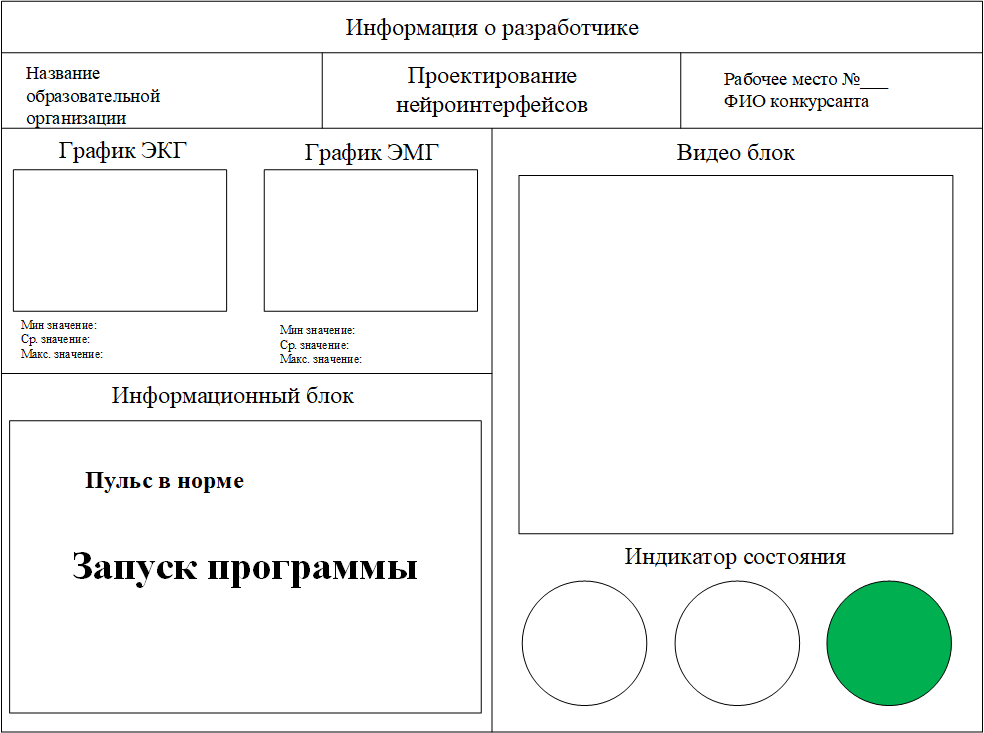 Информация о разработчике
Название
образовательной
организации
Проектирование
нейроинтерфейсов
Рабочее место №___
ФИО конкурсанта
График ЭКГ
График ЭМГ
Мин значение:
Ср. значение:
Макс. значение:
Мин значение:
Ср. значение:
Макс. значение:
Информационный блок
Пульс в норме
Запуск программы
Видео блок
Индикатор состояния